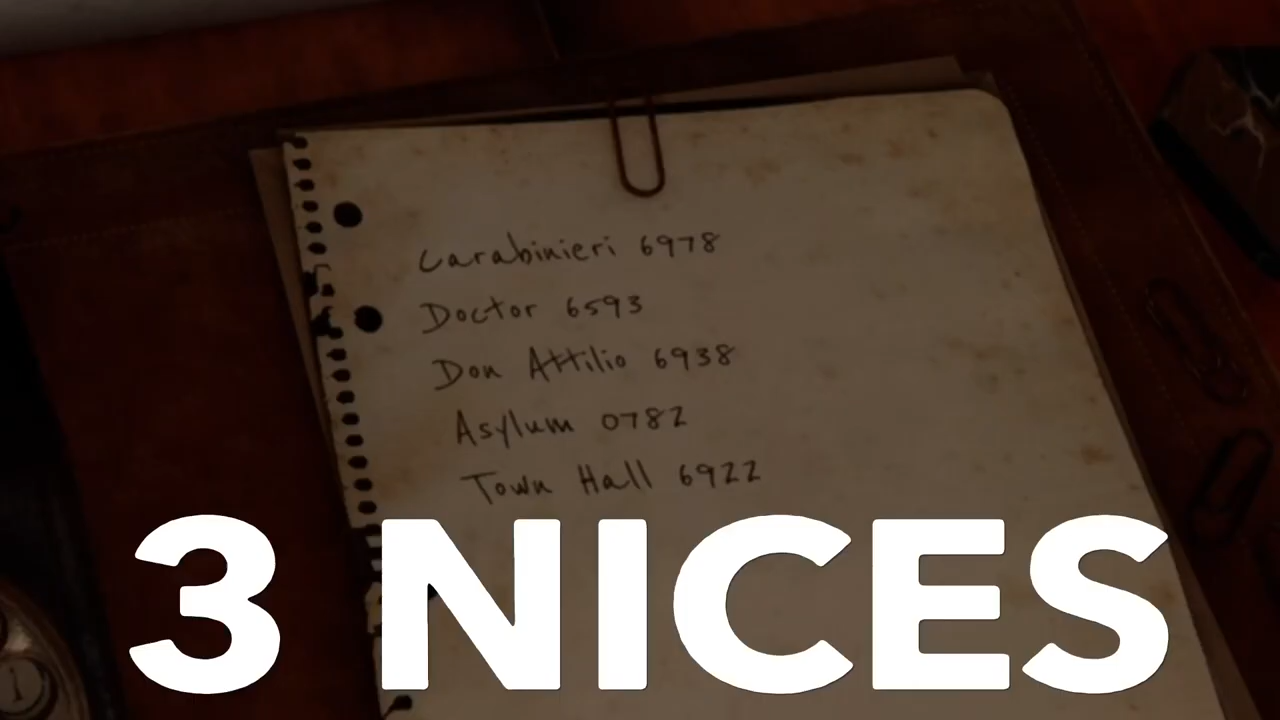 Carabinieri 6978
Doctor 6593
Don Attilio 6938
Asylum 0782
Town Hall 6922
3 NICES